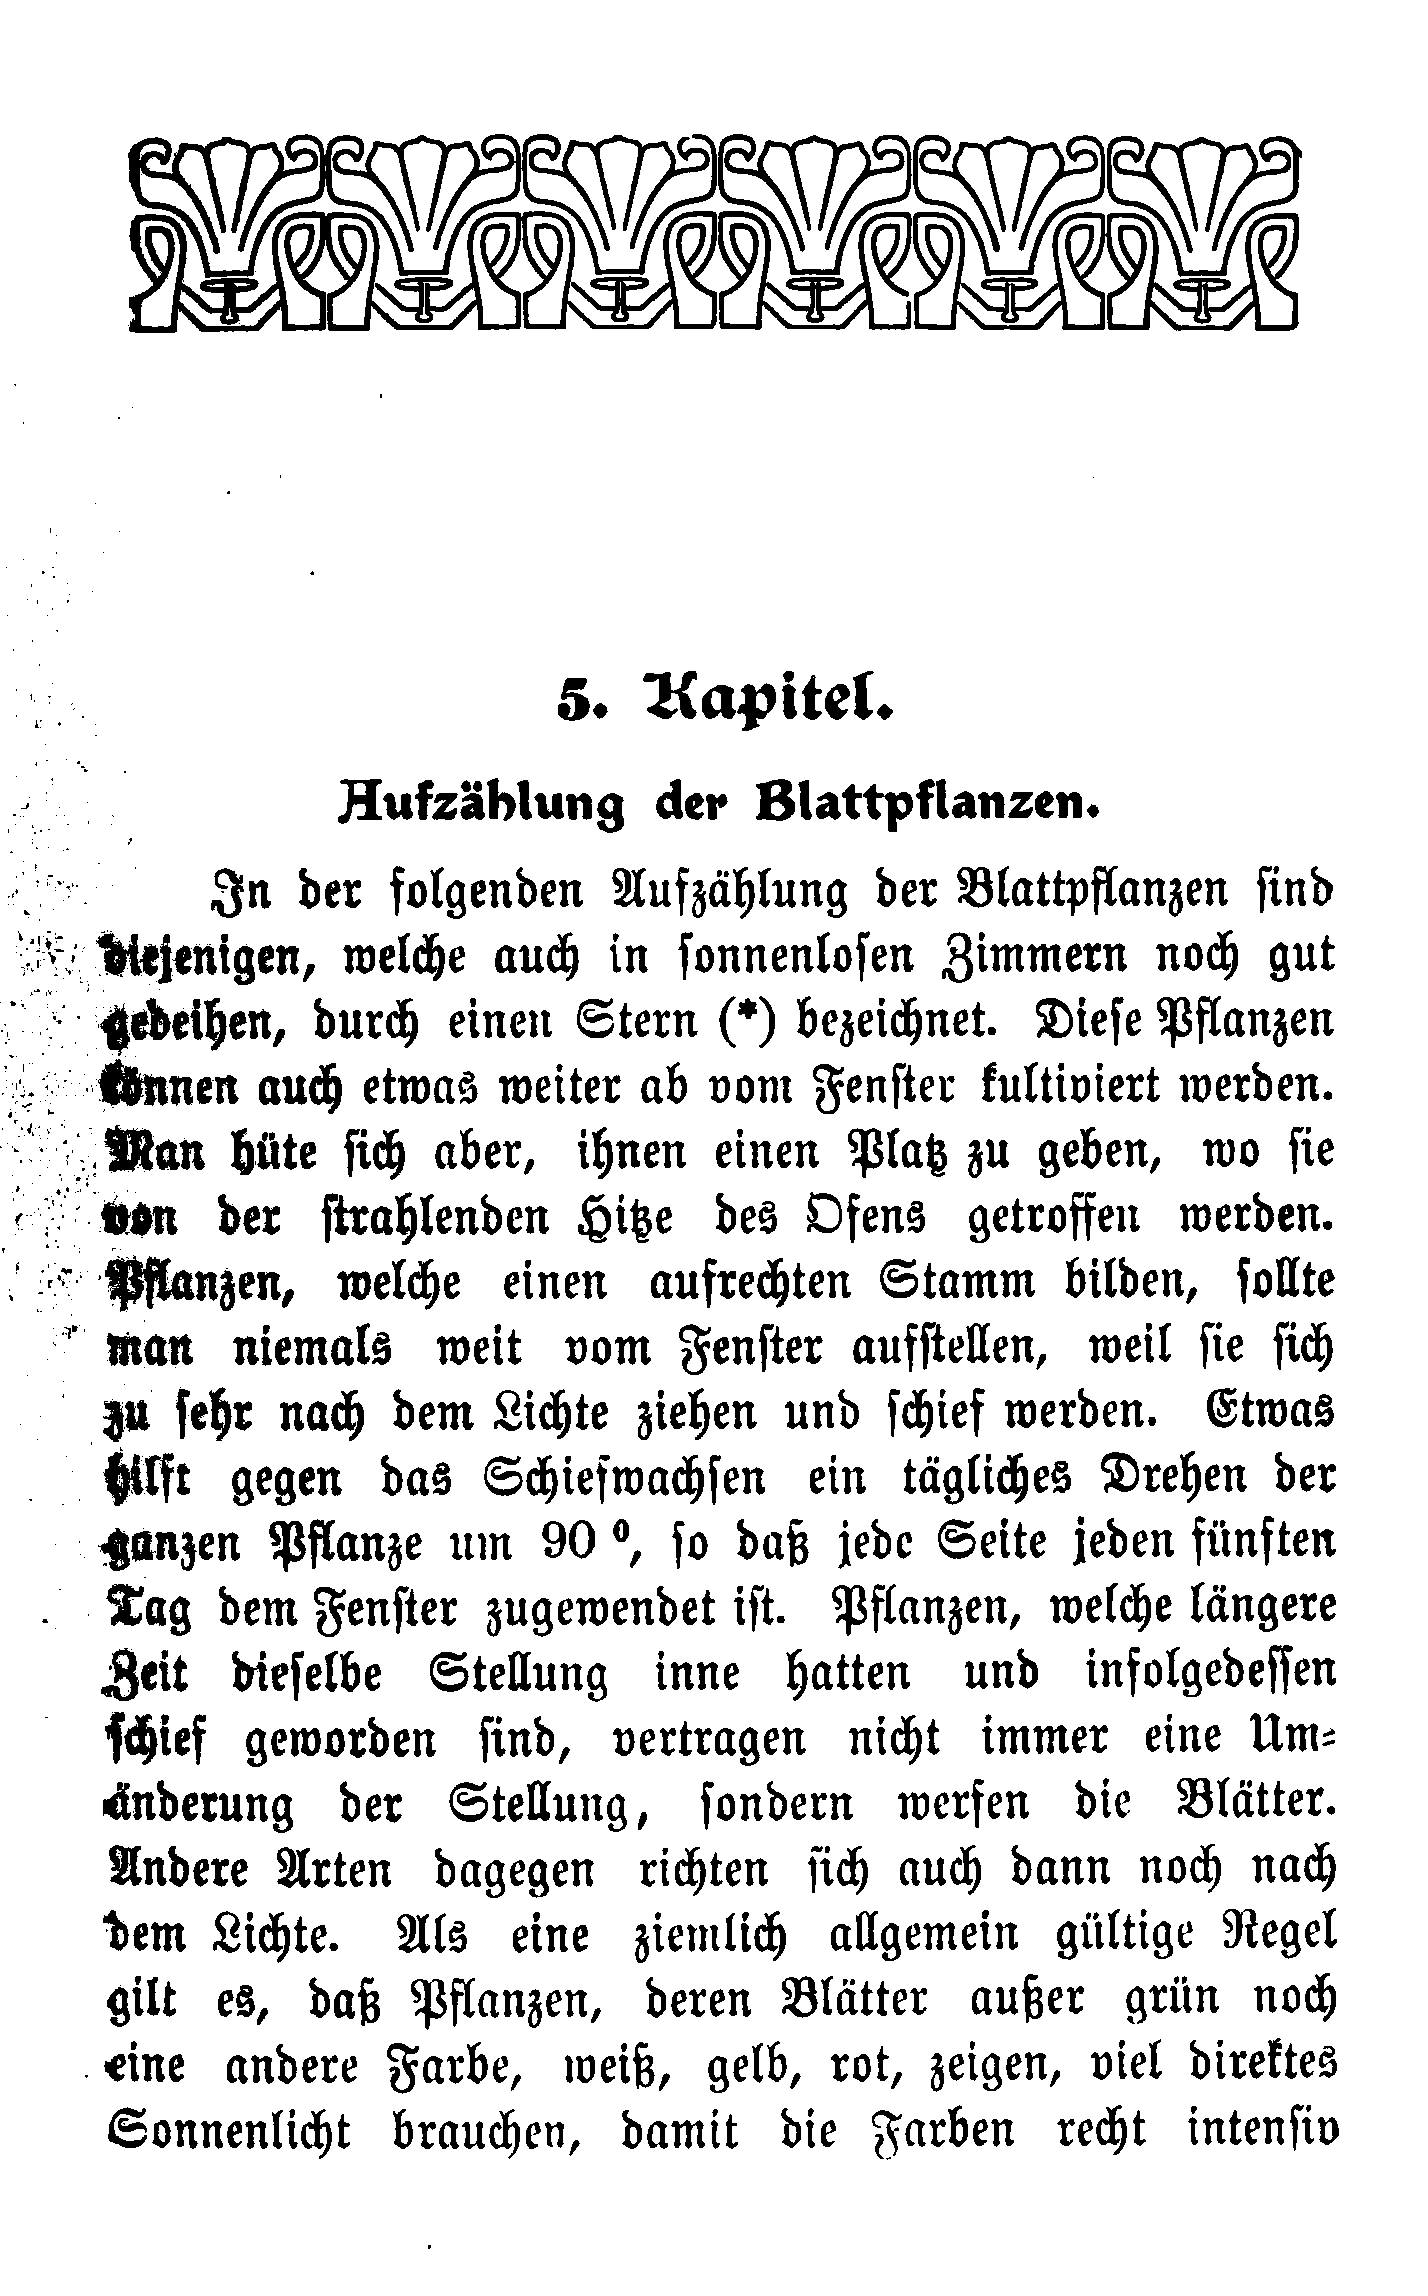 5. Kapitel.
Aufzählung der Blattpflanzen.
In der folgenden Aufzählung der Blattpflanzen sind
diejenigen, welche auch in sonnenlosen Zimmern noch gut
gedeihen, durch einen Stern (*) bezeichnet. Diese Pflanzen
können auch etwas weiter ab vom Fenster kultiviert werden.
Man hüte sich aber, ihnen einen Platz zu geben, wo sie
von der strahlenden Hitze des Ofens getroffen werden.
Pflanzen, welche einen aufrechten Stamm bilden, sollte
man niemals weit vom Fenster aufstellen, weil sie sich
zu sehr nach dem Lichte ziehen und schief werden. Etwas
hilft gegen das Schiefwachsen ein tägliches Drehen der
ganzen Pflanze um 90 º, so daß jede Seite jeden fünften
Tag dem Fenster zugewendet ist. Pflanzen, welche längere
Zeit dieselbe Stellung inne hatten und infolgedessen
schief geworden sind, vertragen nicht immer eine Um-
änderung der Stellung, sondern werfen die Blätter.
Andere Arten dagegen richten sich auch dann noch nach
dem Lichte. Als eine ziemlich allgemein gültige Regel
gilt es, daß Pflanzen, deren Blätter außer grün noch
eine andere Farbe, weiß, gelb, rot, zeigen, viel direktes
Sonnenlicht brauchen, damit die Farben recht intensiv